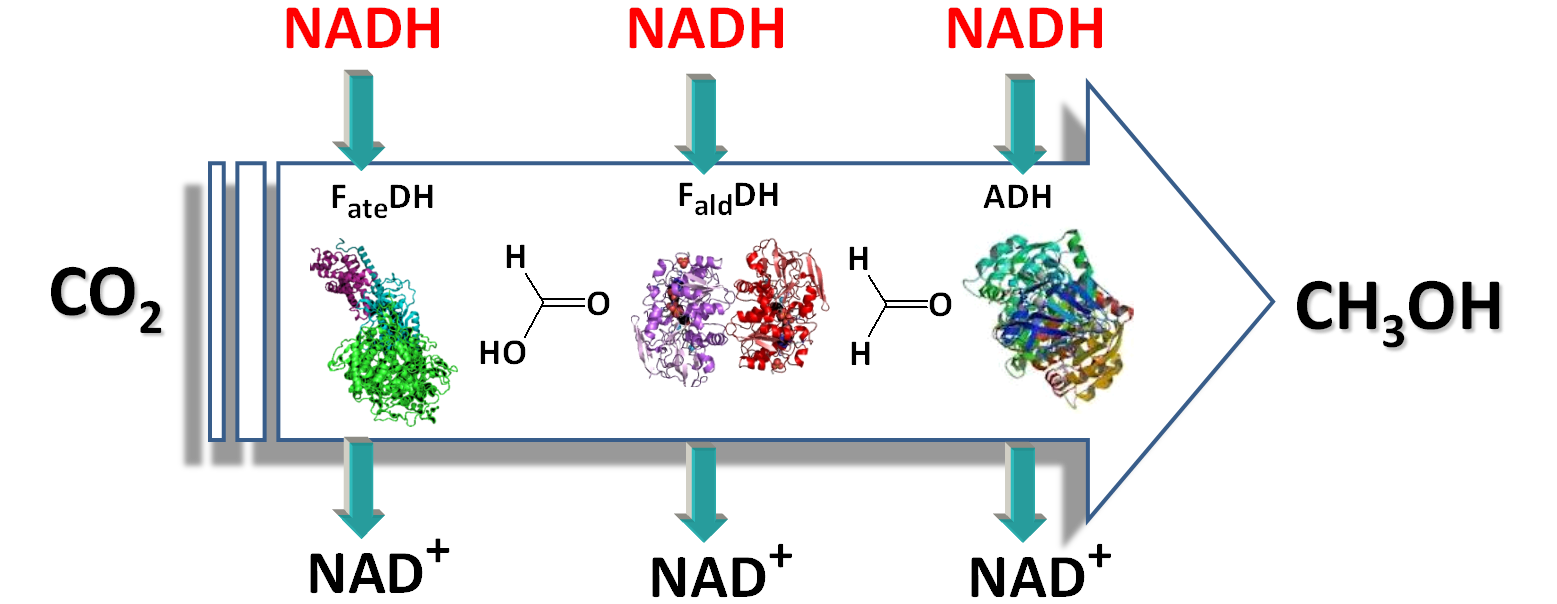 NADH NADH NADH
FateDH FaldDH ADH
H H
CO2 O O CH3OH
HO H
NAD+ NAD+ NAD+